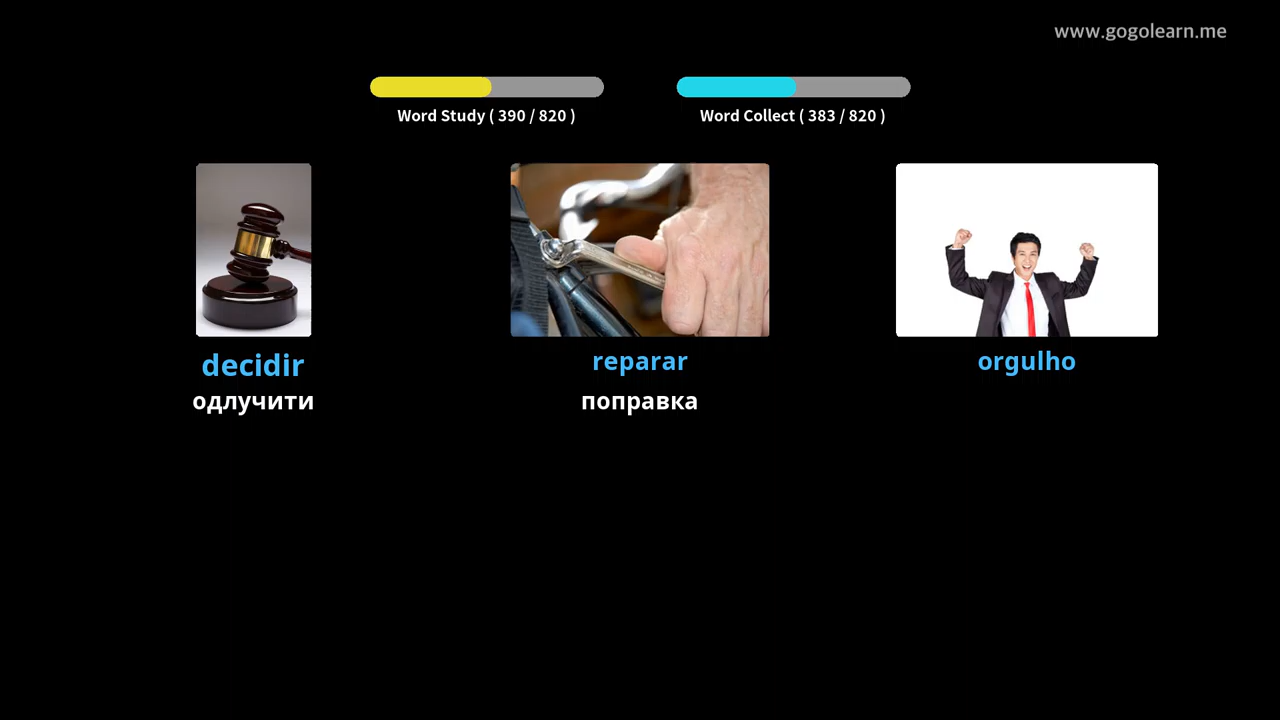 www.gogolearn.me
Word Study ( 390 / 820 )
Word Collect ( 383 / 820 )
decidir
одлучити
reparar
поправка
orgulho